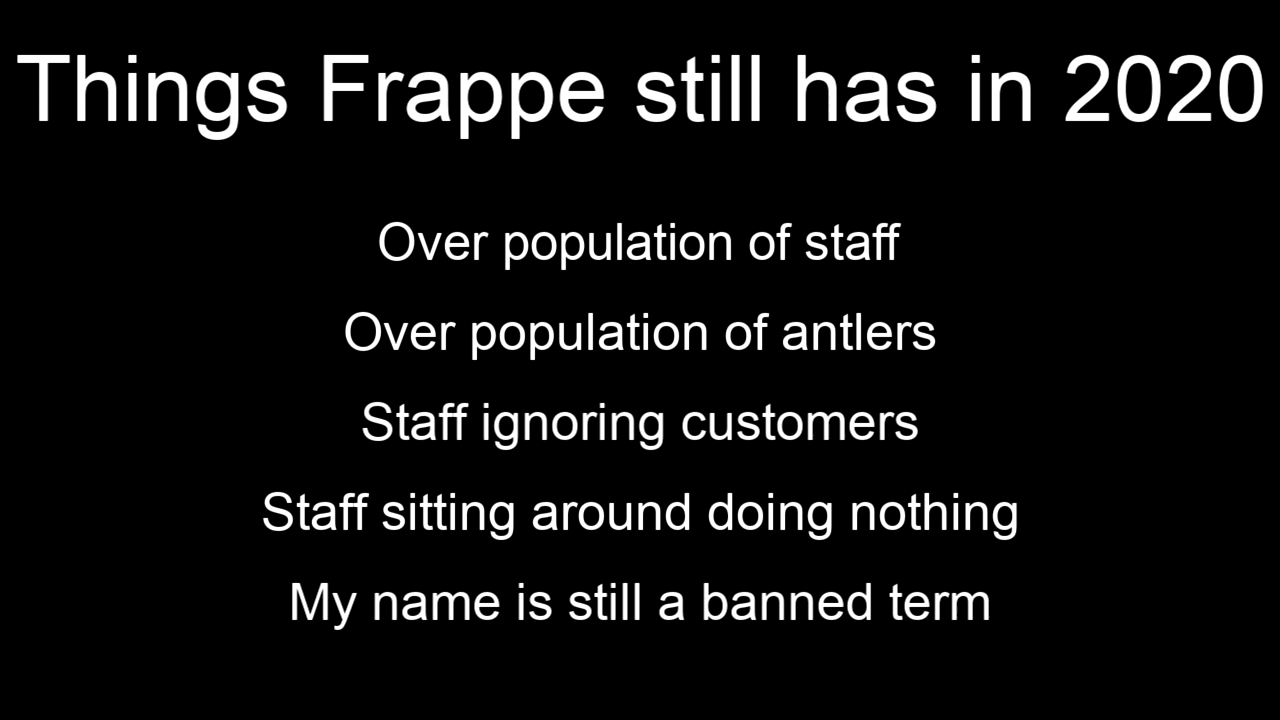 Things Frappe still has in 2020
Over population of staff
Over population of antlers
Staff ignoring customers
Staff sitting around doing nothing
My name is still a banned term